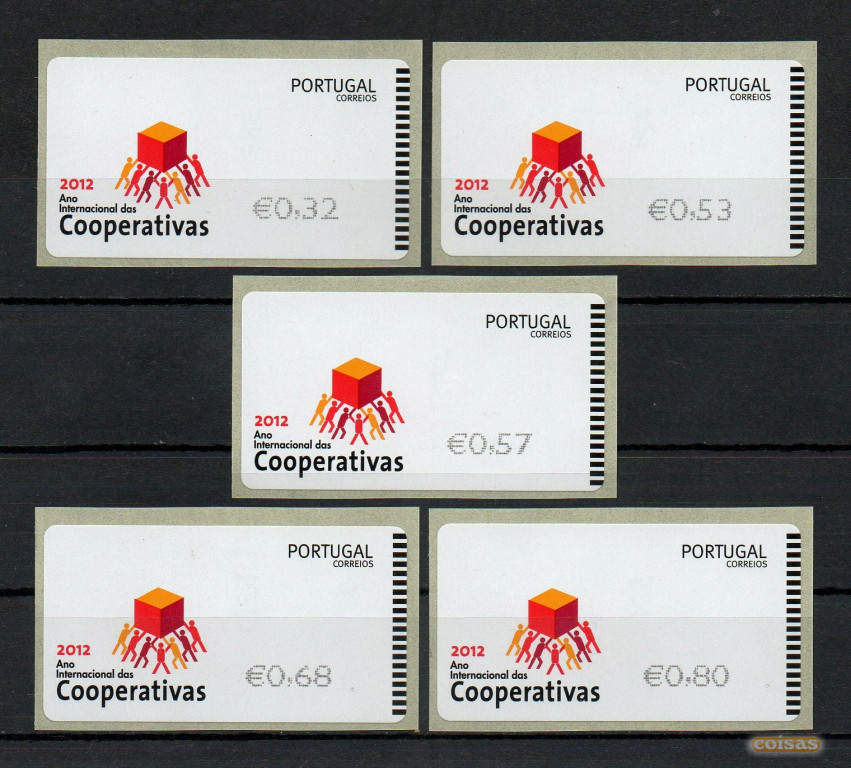 PORTUGAL
CORREIOS
2012
Ano
Internacional das
Cooperativas
€0,32
PORTUGAL
CORREIOS
2012
Ano
Internacional das
Cooperativas
€0,53
PORTUGAL
CORREIOS
2012
Ano
Internacional das
Cooperativas
€0,57
PORTUGAL
CORREIOS
2012
Ano
Internacional das
Cooperativas
€0,68
PORTUGAL
CORREIOS
2012
Ano
Internacional das
Cooperativas
€0,80
coisas